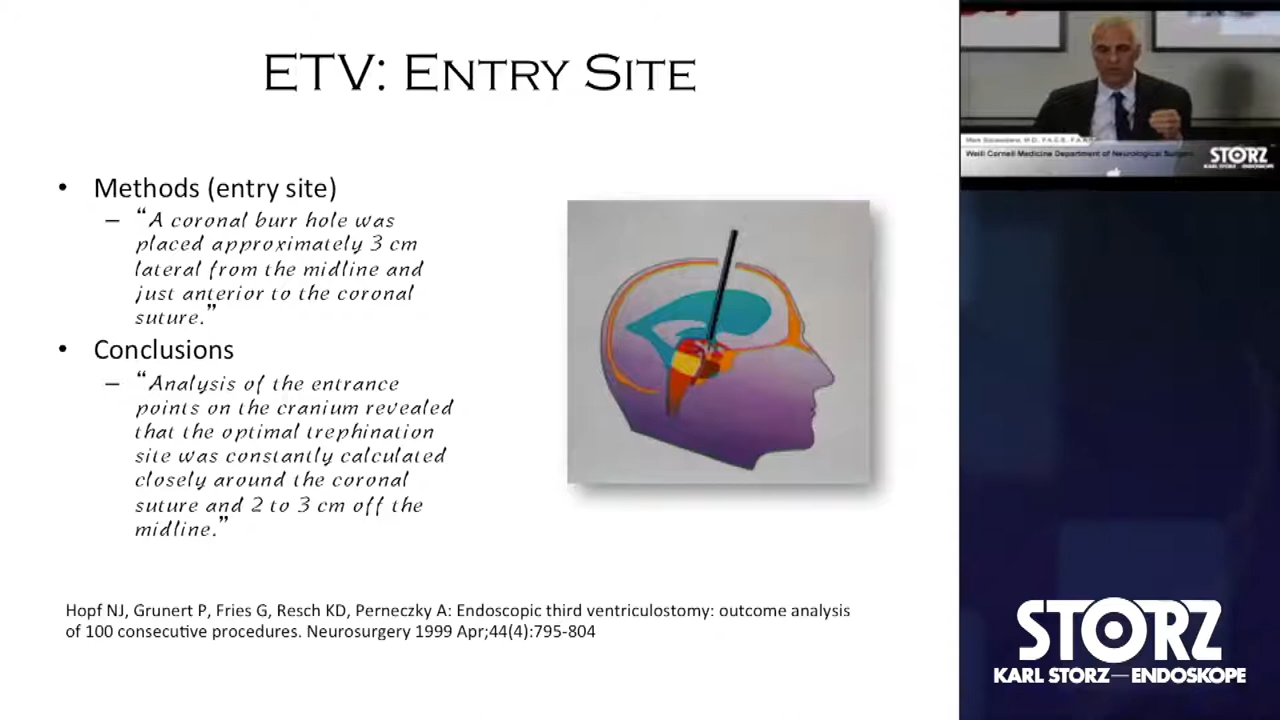 ETV: ENTRY SITE
• Methods (entry site)
– “A coronal burr hole was
placed approximately 3 cm
lateral from the midline and
just anterior to the coronal
suture.”
• Conclusions
– “Analysis of the entrance
points on the cranium revealed
that the optimal trephination
site was constantly calculated
closely around the coronal
suture and 2 to 3 cm off the
midline.”
Hopf NJ, Grunert P, Fries G, Resch KD, Perneczky A: Endoscopic third ventriculostomy: outcome analysis
of 100 consecutive procedures. Neurosurgery 1999 Apr;44(4):795-804
Weill Cornell Medicine Department of Neurological Surgery
STORZ
KARL STORZ—ENDOSKOPE
STORZ
KARL STORZ—ENDOSKOPE